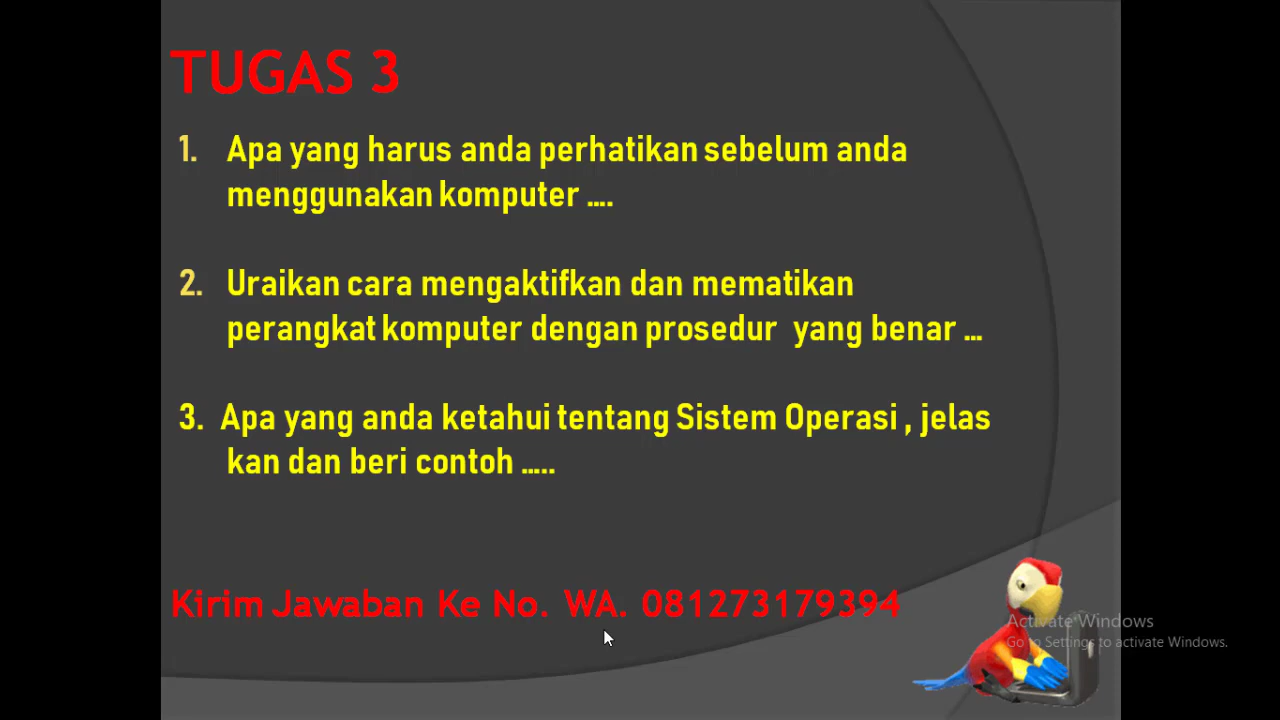 TUGAS 3
1. Apa yang harus anda perhatikan sebelum anda
menggunakan komputer ....
2. Uraikan cara mengaktifkan dan mematikan
perangkat komputer dengan prosedur yang benar ...
3. Apa yang anda ketahui tentang Sistem Operasi , jelas
kan dan beri contoh .....
Kirim Jawaban Ke No. WA. 081273179394
Activate Windows
Go to Settings to activate Windows.